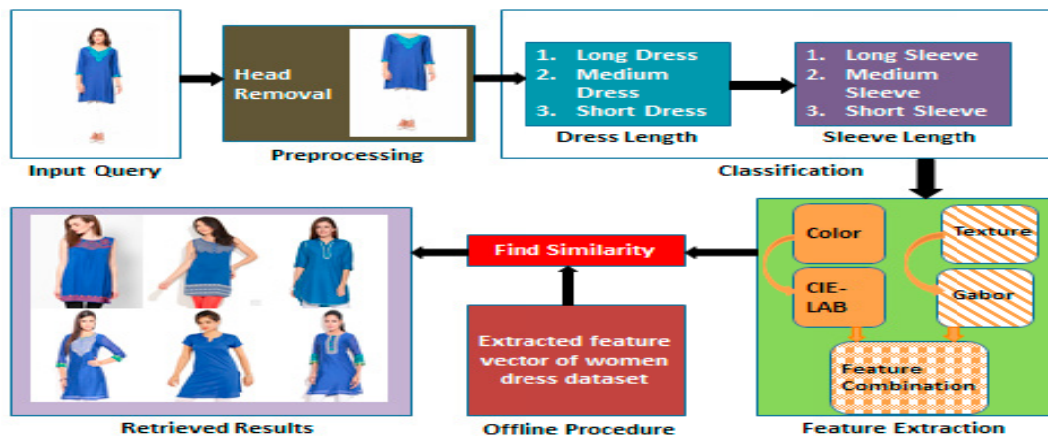 Head
Removal
1. Long Dress
2. Medium
Dress
3. Short Dress
1. Long Sleeve
2. Medium
Sleeve
3. Short Sleeve
Dress Length
Sleeve Length
Input Query
Preprocessing
Classification
Find Similarity
Color
Texture
CIE-
LAB
Gabor
Extracted feature
vector of women
dress dataset
Feature
Combination
Retrieved Results
Offline Procedure
Feature Extraction